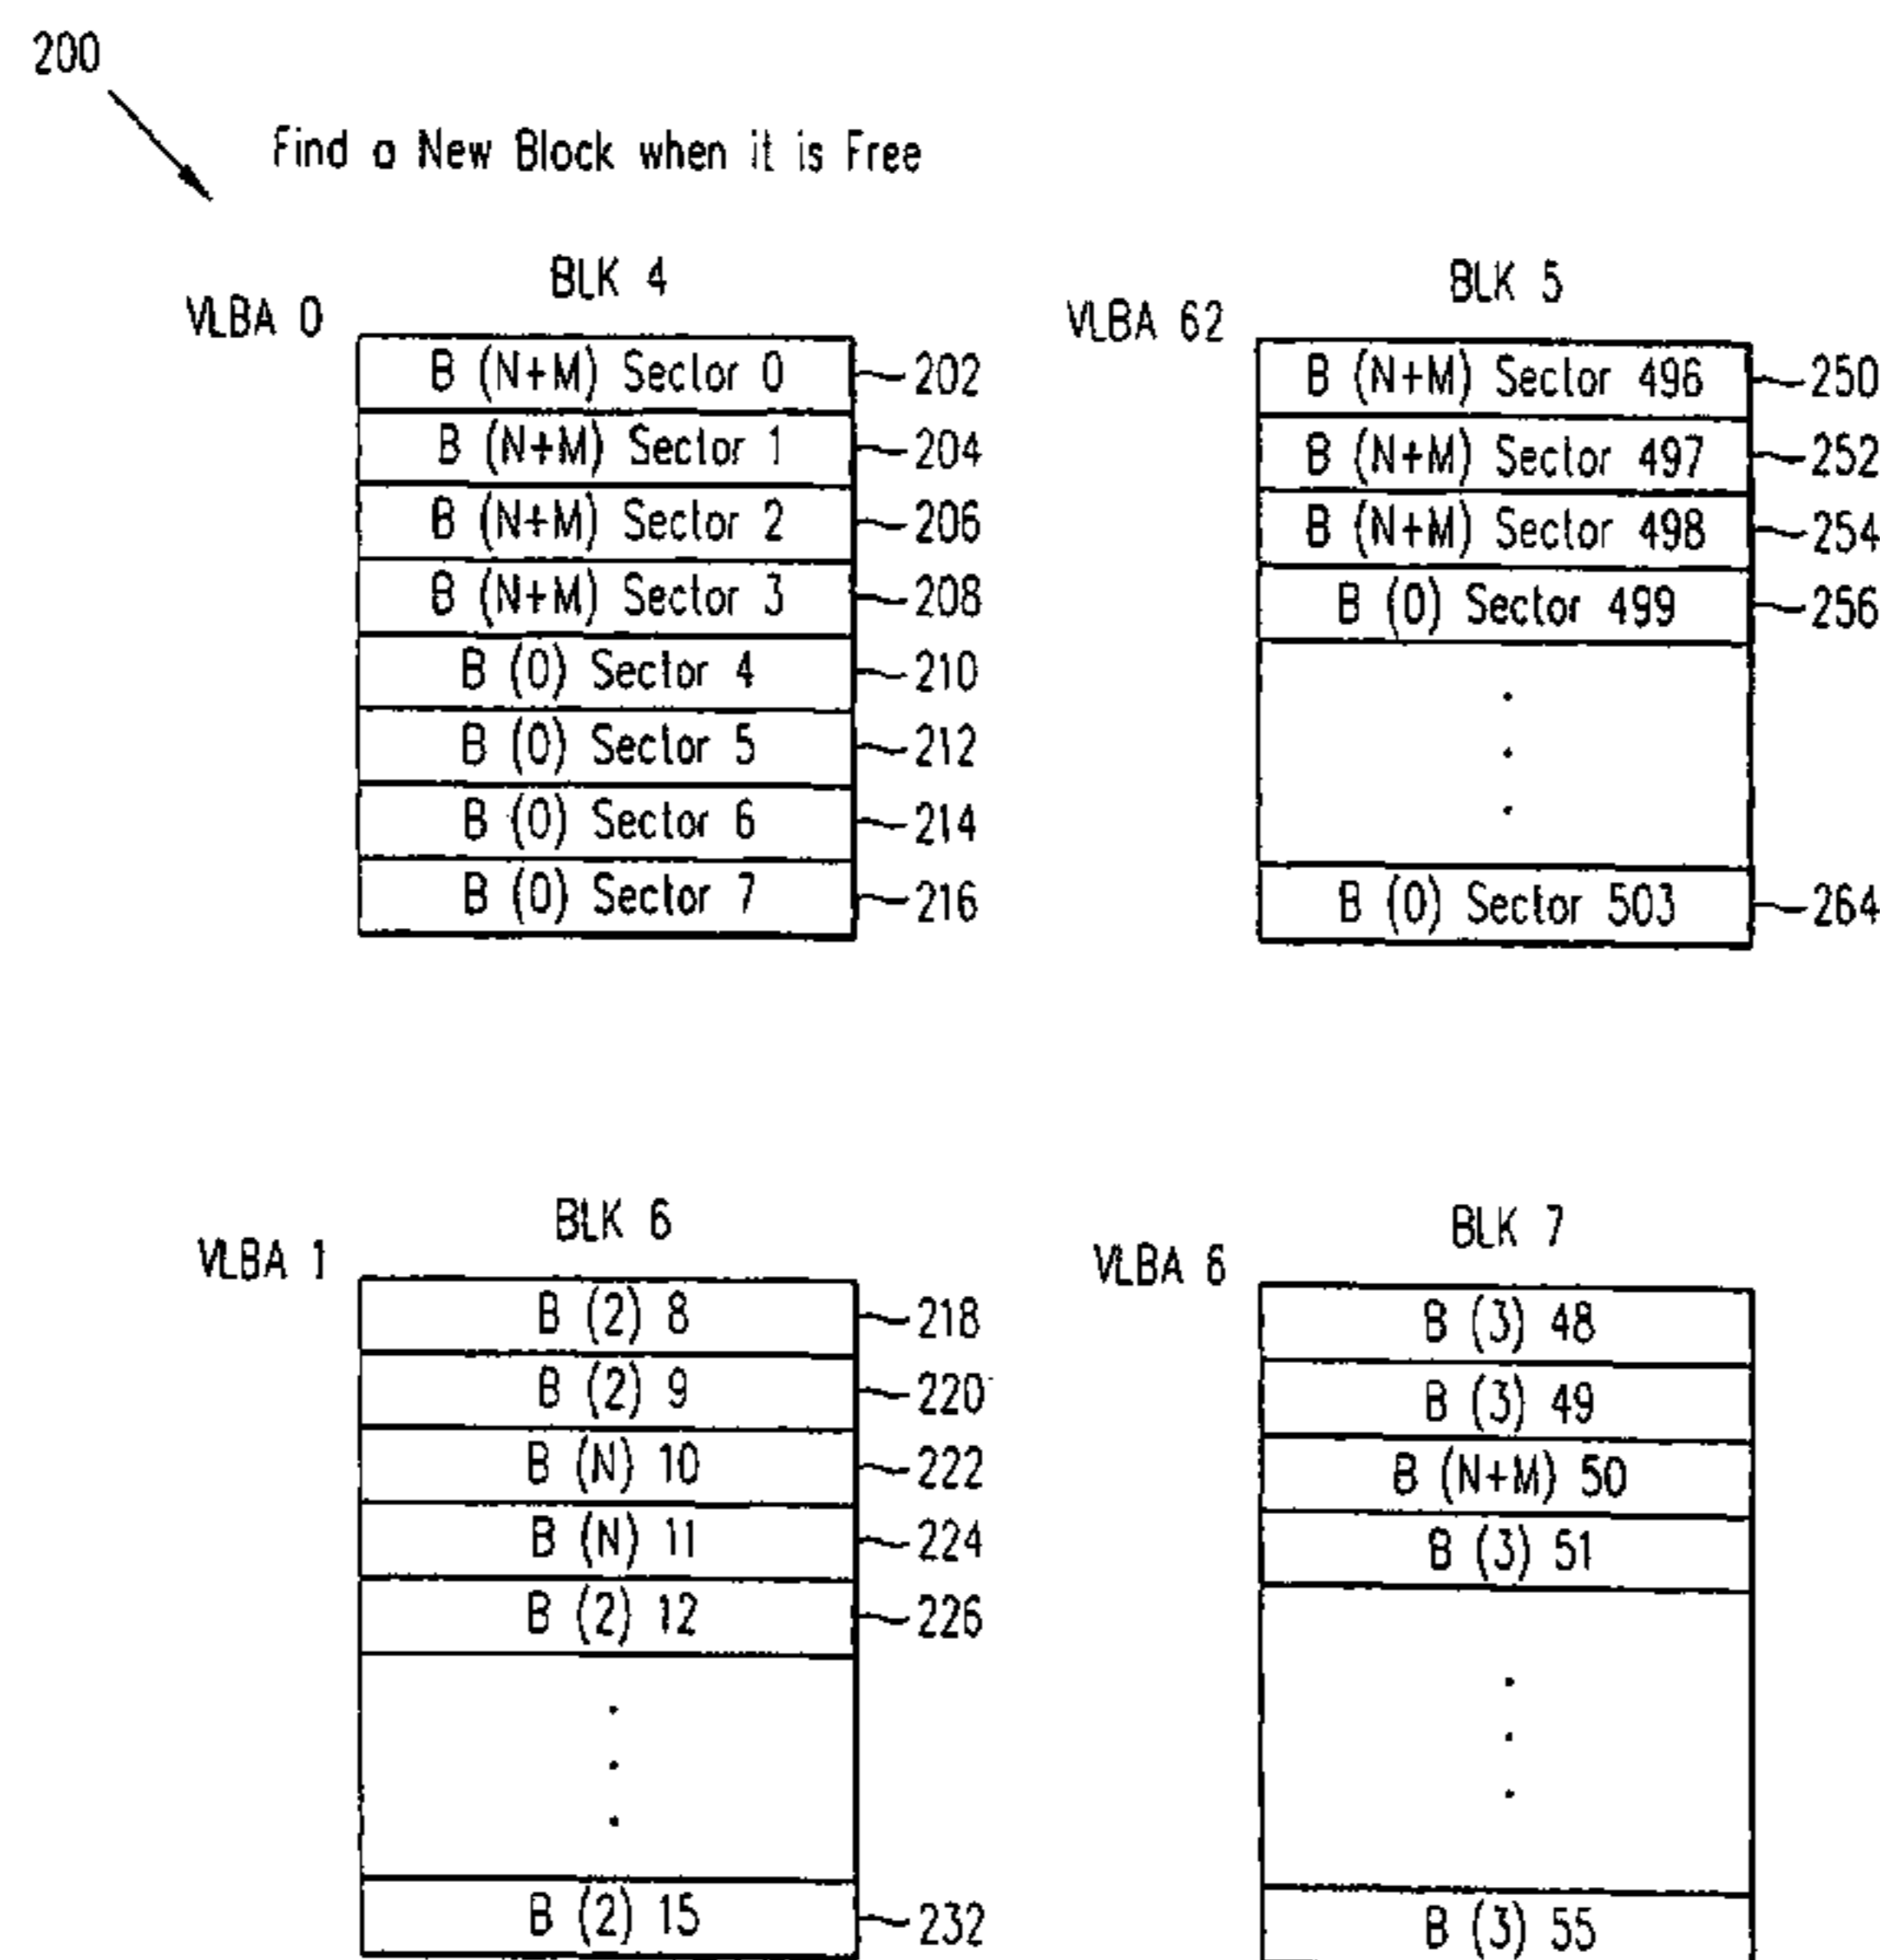 200
Find a New Block when it is Free
BLK 4
VLBA 0
B (N+M) Sector 0
202
B (N+M) Sector 1
204
B (N+M) Sector 2
206
B (N+M) Sector 3
208
B (0) Sector 4
210
B (0) Sector 5
212
B (0) Sector 6
214
B (0) Sector 7
216
BLK 5
VLBA 62
B (N+M) Sector 496
250
B (N+M) Sector 497
252
B (N+M) Sector 498
254
B (0) Sector 499
256
B (0) Sector 503
264
BLK 6
VLBA 1
B (2) 8
218
B (2) 9
220
B (N) 10
222
B (N) 11
224
B (2) 12
226
B (2) 15
232
BLK 7
VLBA 6
B (3) 48
B (3) 49
B (N+M) 50
B (3) 51
B (3) 55